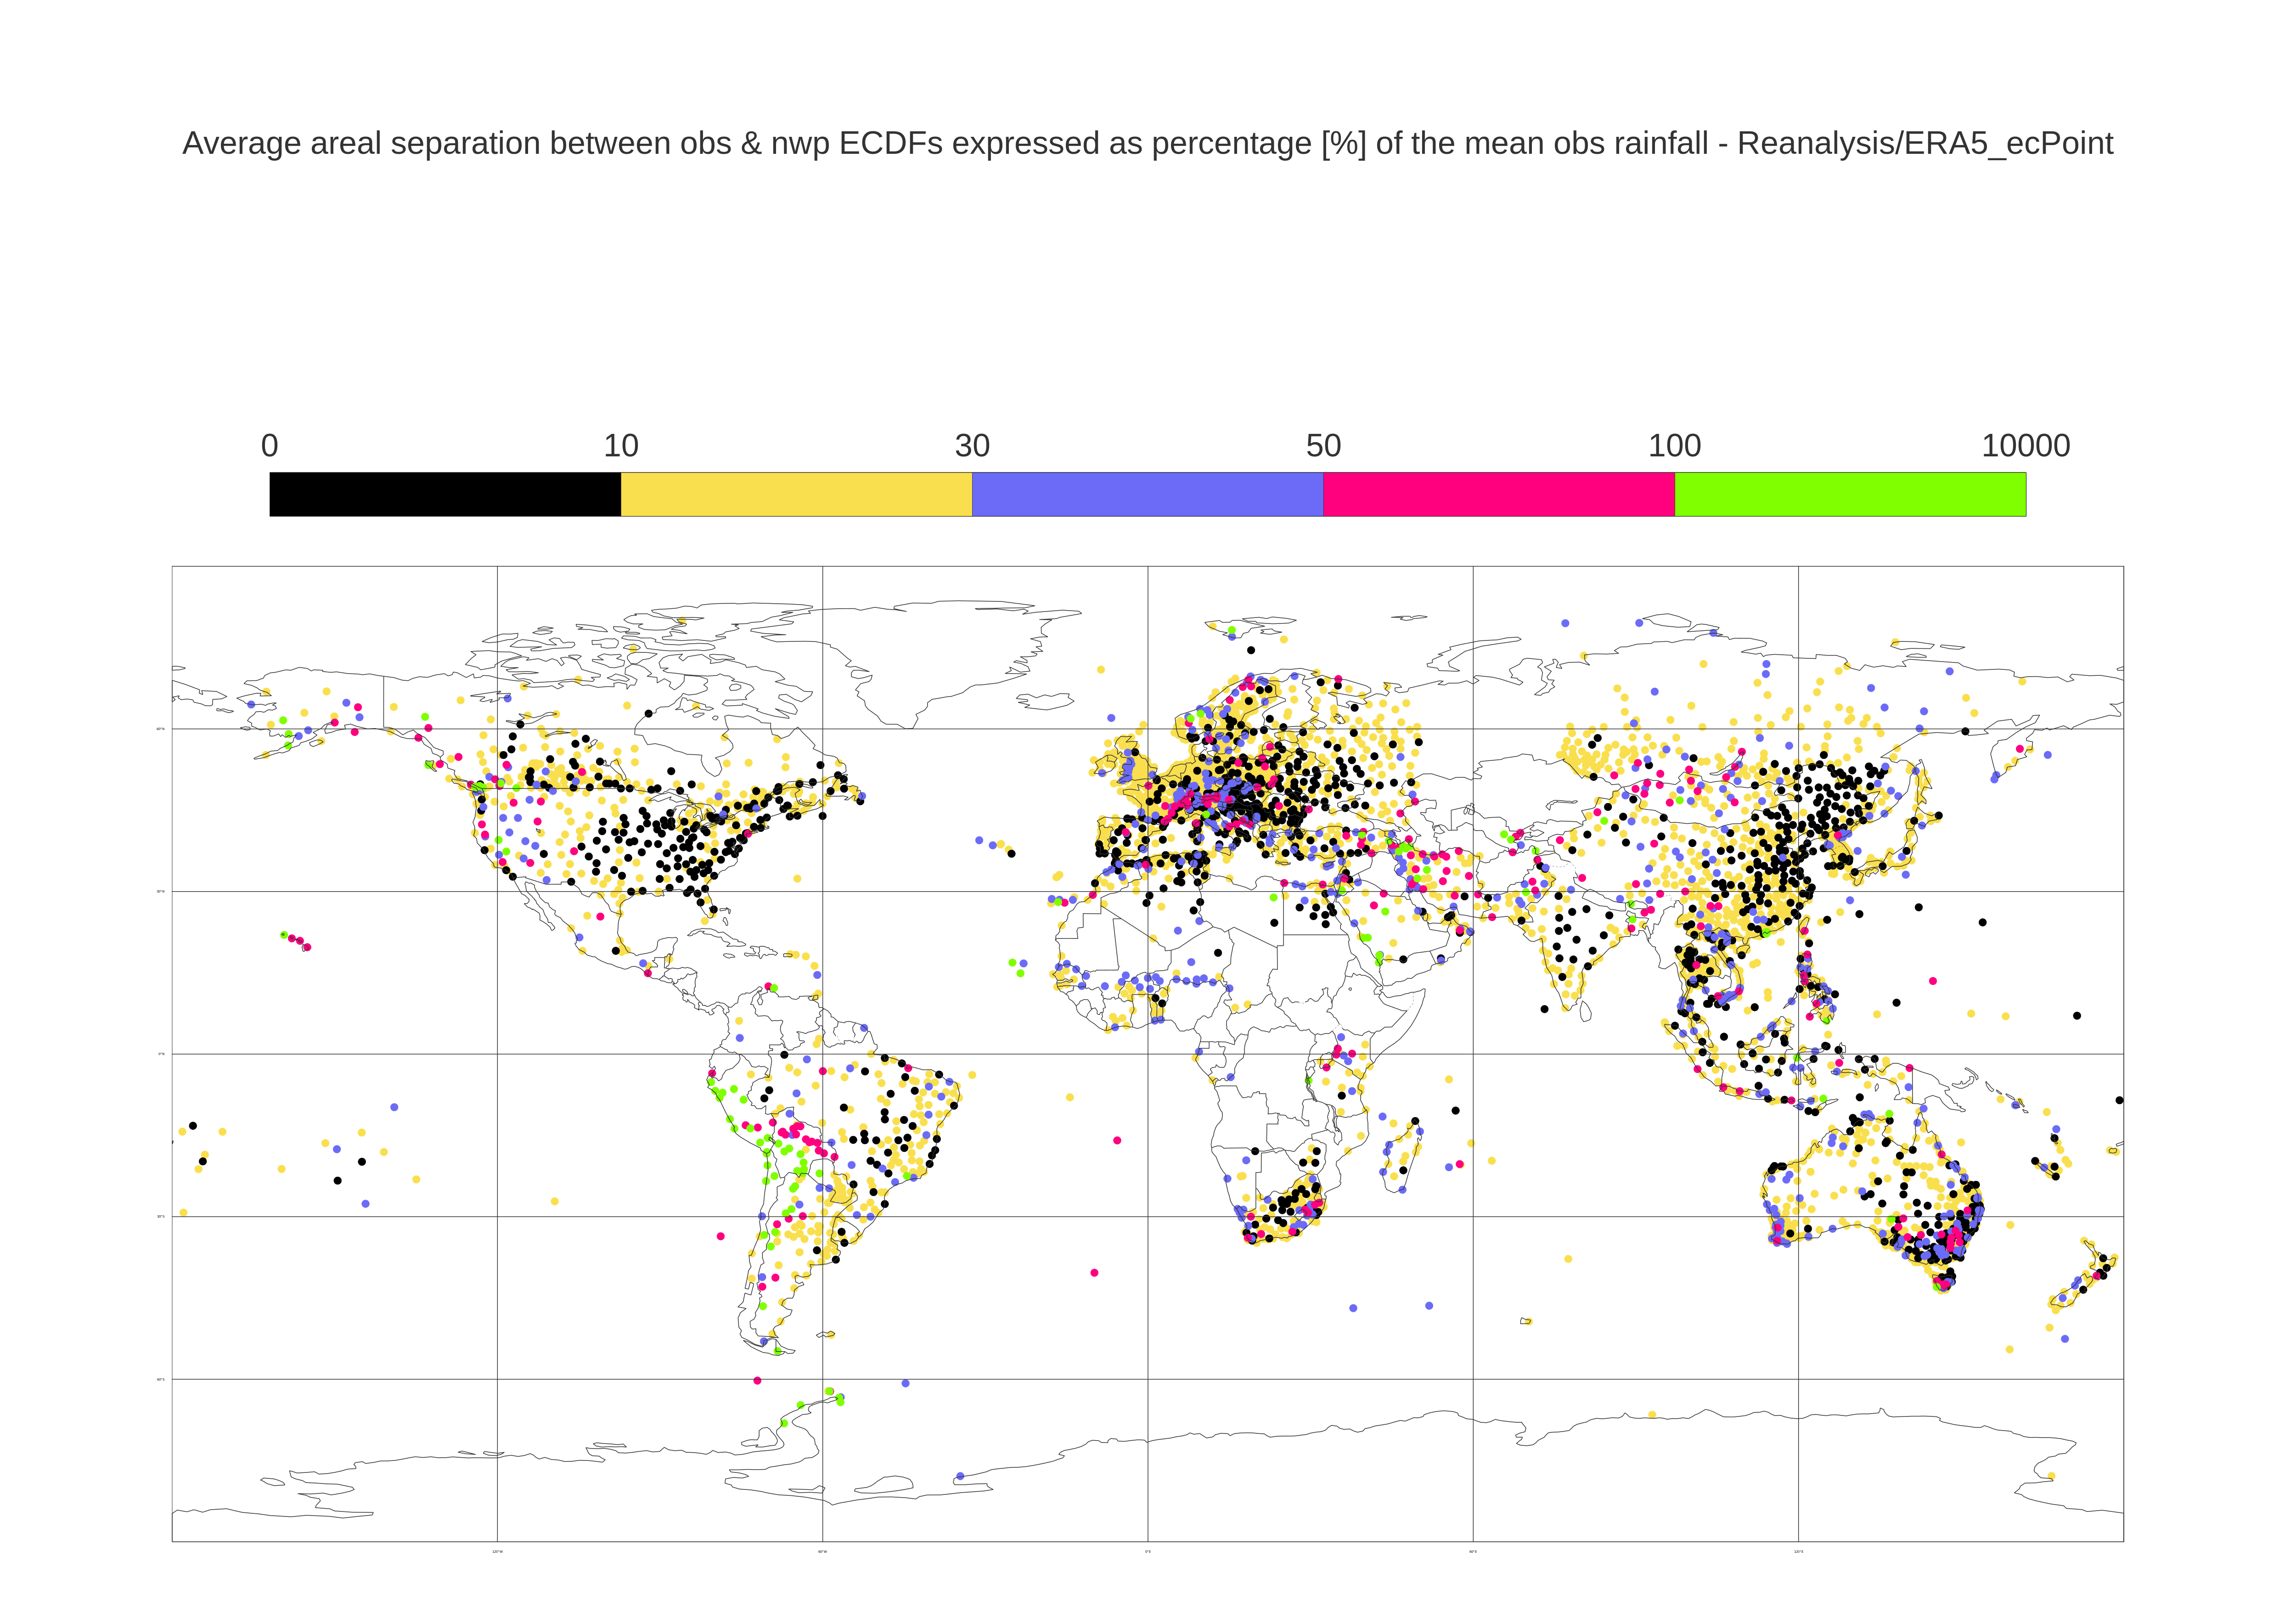 Average areal separation between obs & nwp ECDFs expressed as percentage [%] of the mean obs rainfall - Reanalysis/ERA5_ecPoint
0 10 30 50 100 10000
60°N
30°N
0°N
30°S
60°S
120°W 60°W 0°E 60°E 120°E